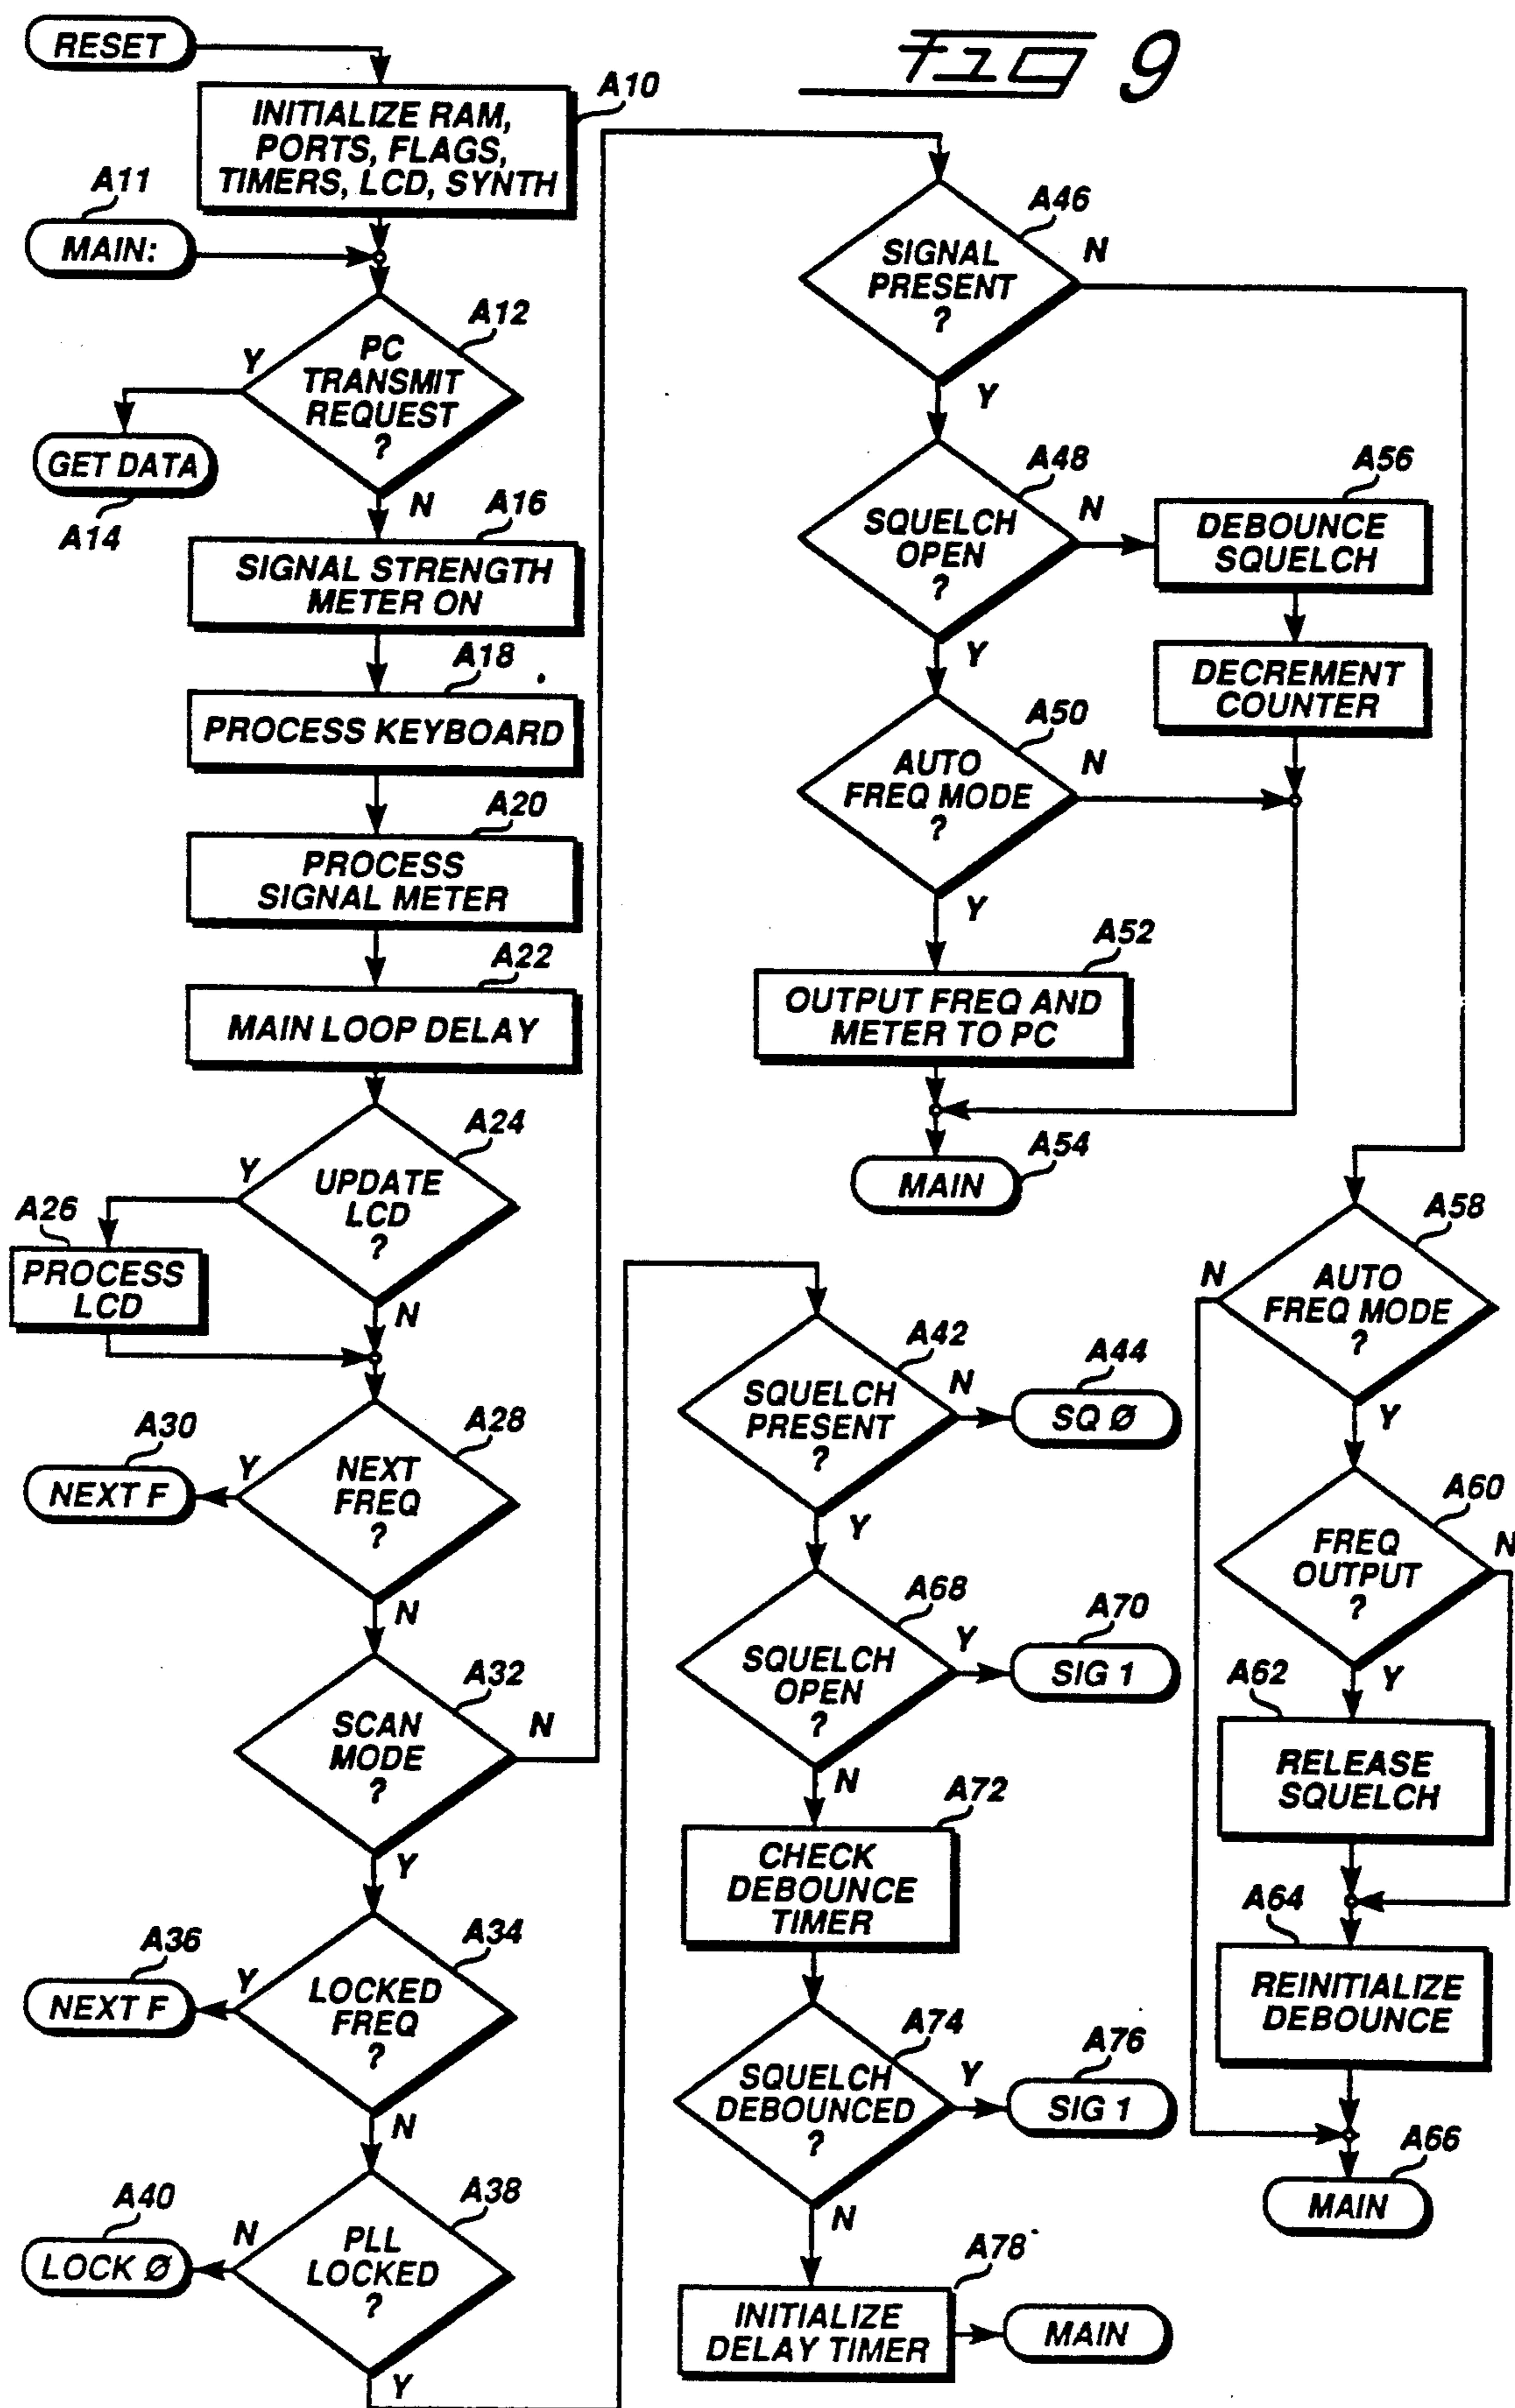 FIG 9
RESET
A10
INITIALIZE RAM,
PORTS, FLAGS,
TIMERS, LCD, SYNTH
A11
MAIN:
A12
PC
TRANSMIT
REQUEST
?
Y
N
GET DATA
A14
A16
SIGNAL STRENGTH
METER ON
A18
PROCESS KEYBOARD
A20
PROCESS
SIGNAL METER
A22
MAIN LOOP DELAY
A24
UPDATE
LCD
?
Y
N
A26
PROCESS
LCD
A28
NEXT
FREQ
?
Y
N
A30
NEXT F
A32
SCAN
MODE
?
N
Y
A34
LOCKED
FREQ
?
Y
N
A36
NEXT F
A38
PLL
LOCKED
?
N
Y
A40
LOCK Ø
A46
SIGNAL
PRESENT
?
N
Y
A48
SQUELCH
OPEN
?
N
Y
A56
DEBOUNCE
SQUELCH
DECREMENT
COUNTER
A50
AUTO
FREQ MODE
?
N
Y
A52
OUTPUT FREQ AND
METER TO PC
MAIN
A54
A42
SQUELCH
PRESENT
?
N
Y
A44
SQ Ø
A68
SQUELCH
OPEN
?
Y
N
A70
SIG 1
A72
CHECK
DEBOUNCE
TIMER
A74
SQUELCH
DEBOUNCED
?
Y
N
A76
SIG 1
A78
INITIALIZE
DELAY TIMER
MAIN
A58
AUTO
FREQ MODE
?
N
Y
A60
FREQ
OUTPUT
?
N
Y
A62
RELEASE
SQUELCH
A64
REINITIALIZE
DEBOUNCE
A66
MAIN